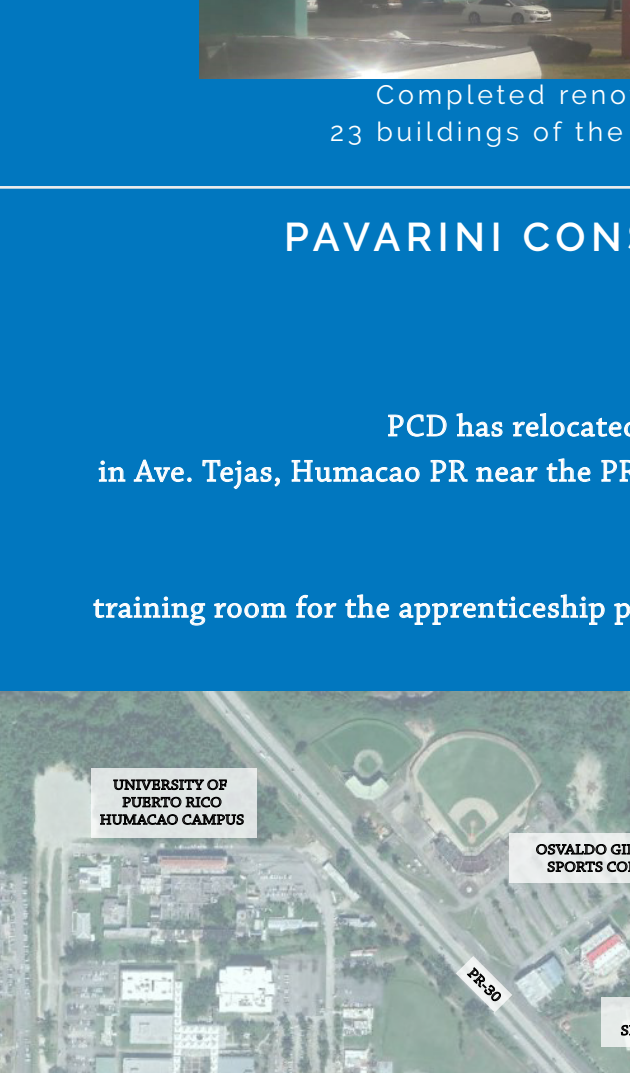 Completed reno
23 buildings of the
PAVARINI CONS
PCD has relocated
in Ave. Tejas, Humacao PR near the PR
training room for the apprenticeship p
UNIVERSITY OF
PUERTO RICO
HUMACAO CAMPUS
OSVALDO GI
SPORTS CO
PR-30
S